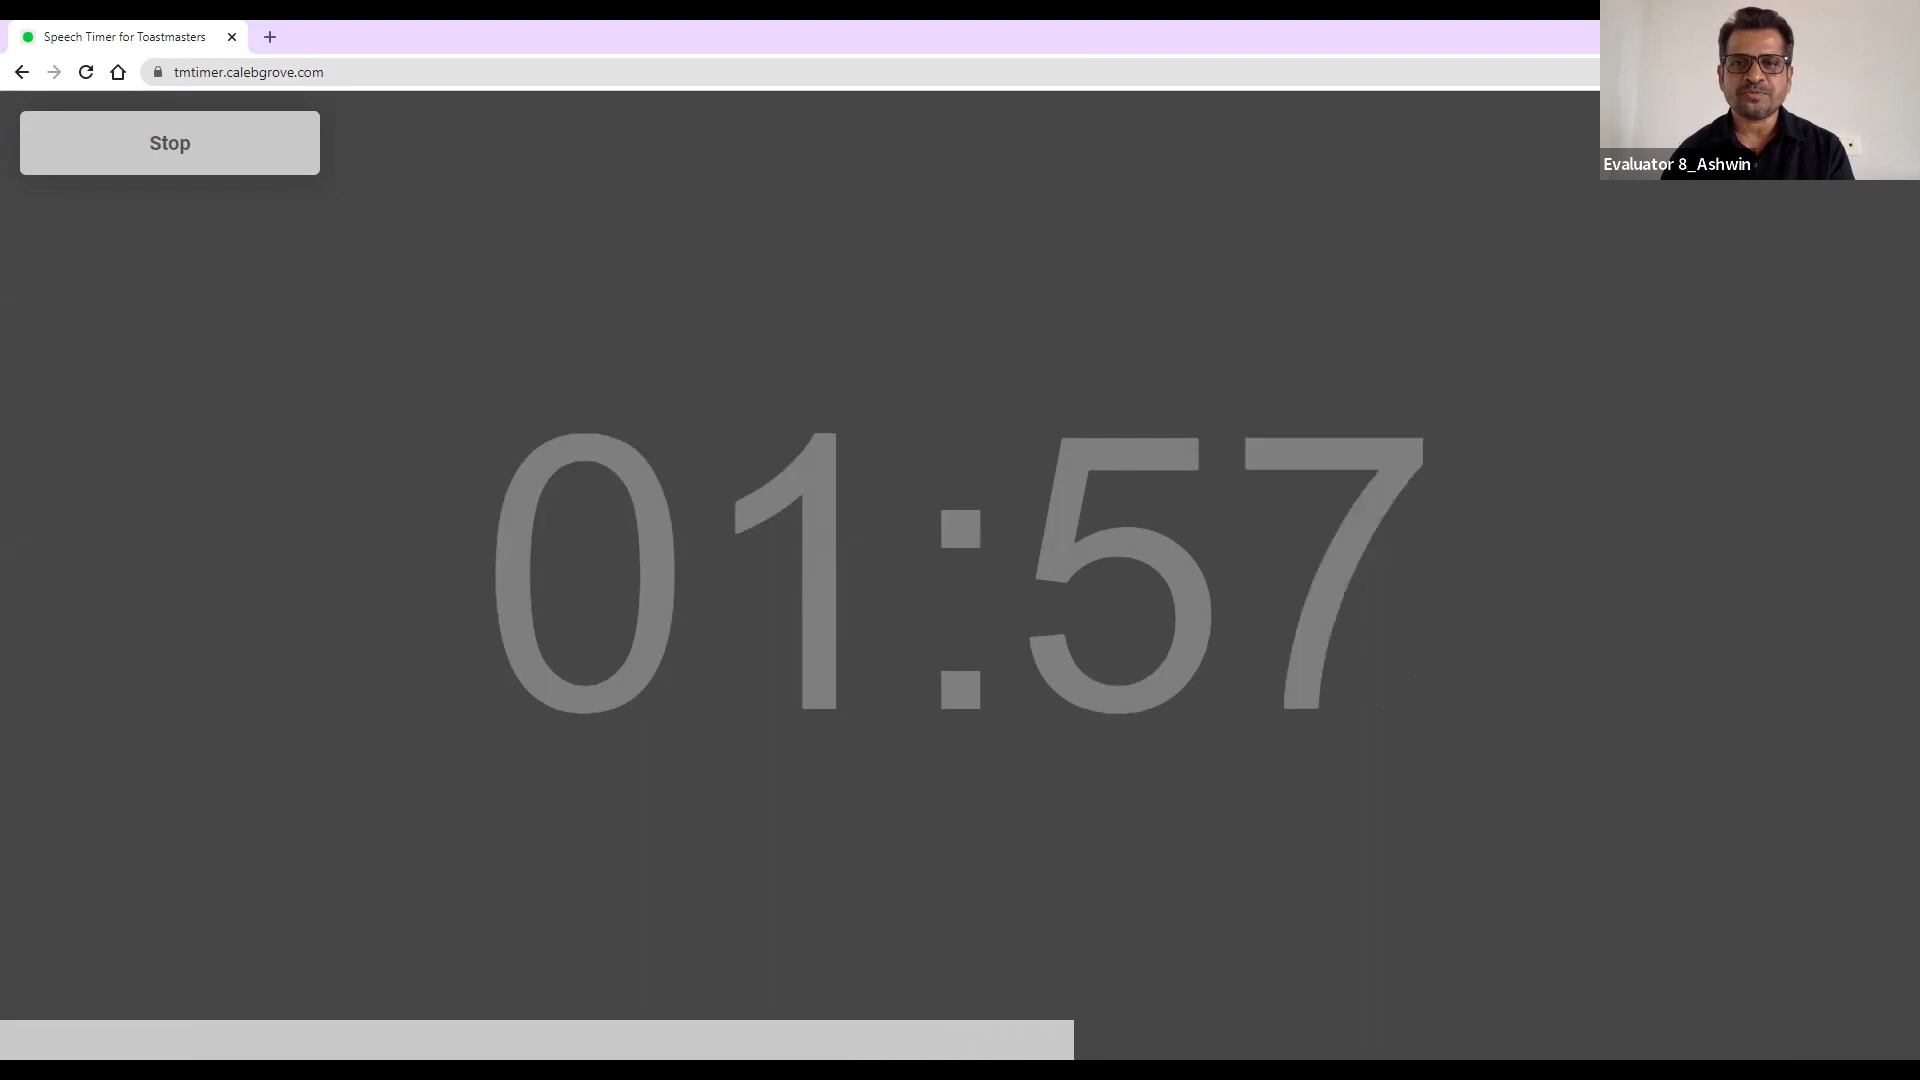 Speech Timer for Toastmasters
tmtimer.calebgrove.com
Stop
Evaluator 8_Ashwin
01:57